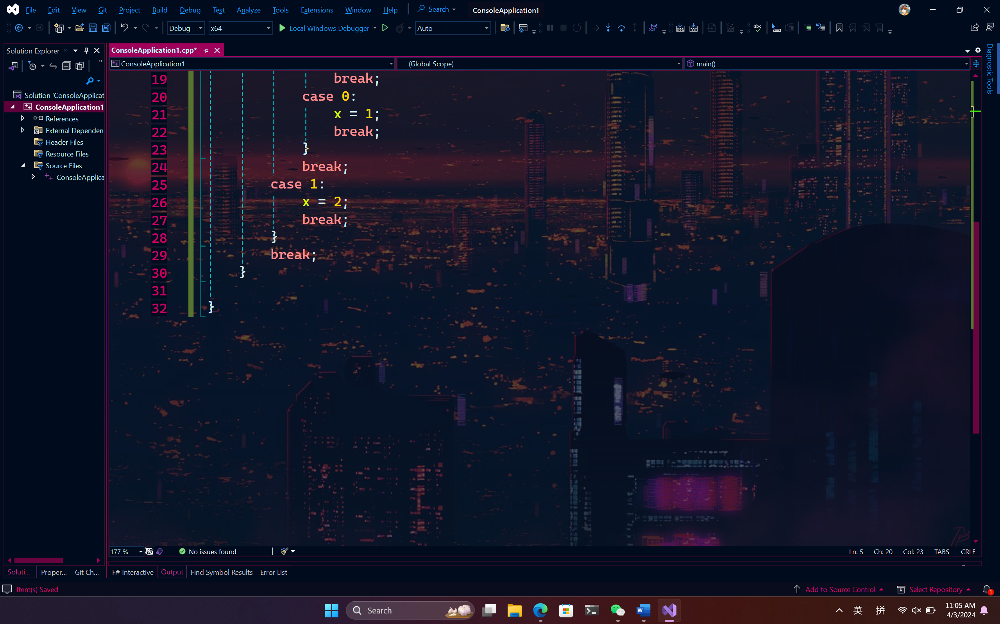 File Edit View Git Project Build Debug Test Analyze Tools Extensions Window Help Search ConsoleApplication1
Debug x64 Local Windows Debugger Auto abc
Solution Explorer
ConsoleApplication1.cpp*
Diagnostic Tools
ConsoleApplication1 (Global Scope) main()
Solution 'ConsoleApplicat
ConsoleApplication1
References
External Dependen
Header Files
Resource Files
Source Files
ConsoleApplica
19 break;
20 case 0:
21 x = 1;
22 break;
23 }
24 break;
25 case 1:
26 x = 2;
27 break;
28 }
29 break;
30 }
31
32 }
177 % No issues found Ln: 5 Ch: 20 Col: 23 TABS CRLF
Soluti... Proper... Git Ch... F# Interactive Output Find Symbol Results Error List
Item(s) Saved Add to Source Control Select Repository 1
Search 英 拼 11:05 AM
4/3/2024